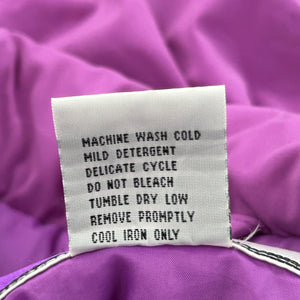 MACHINE WASH COLD
MILD DETERGENT
DELICATE CYCLE
DO NOT BLEACH
TUMBLE DRY LOW
REMOVE PROMPTLY
COOL IRON ONLY